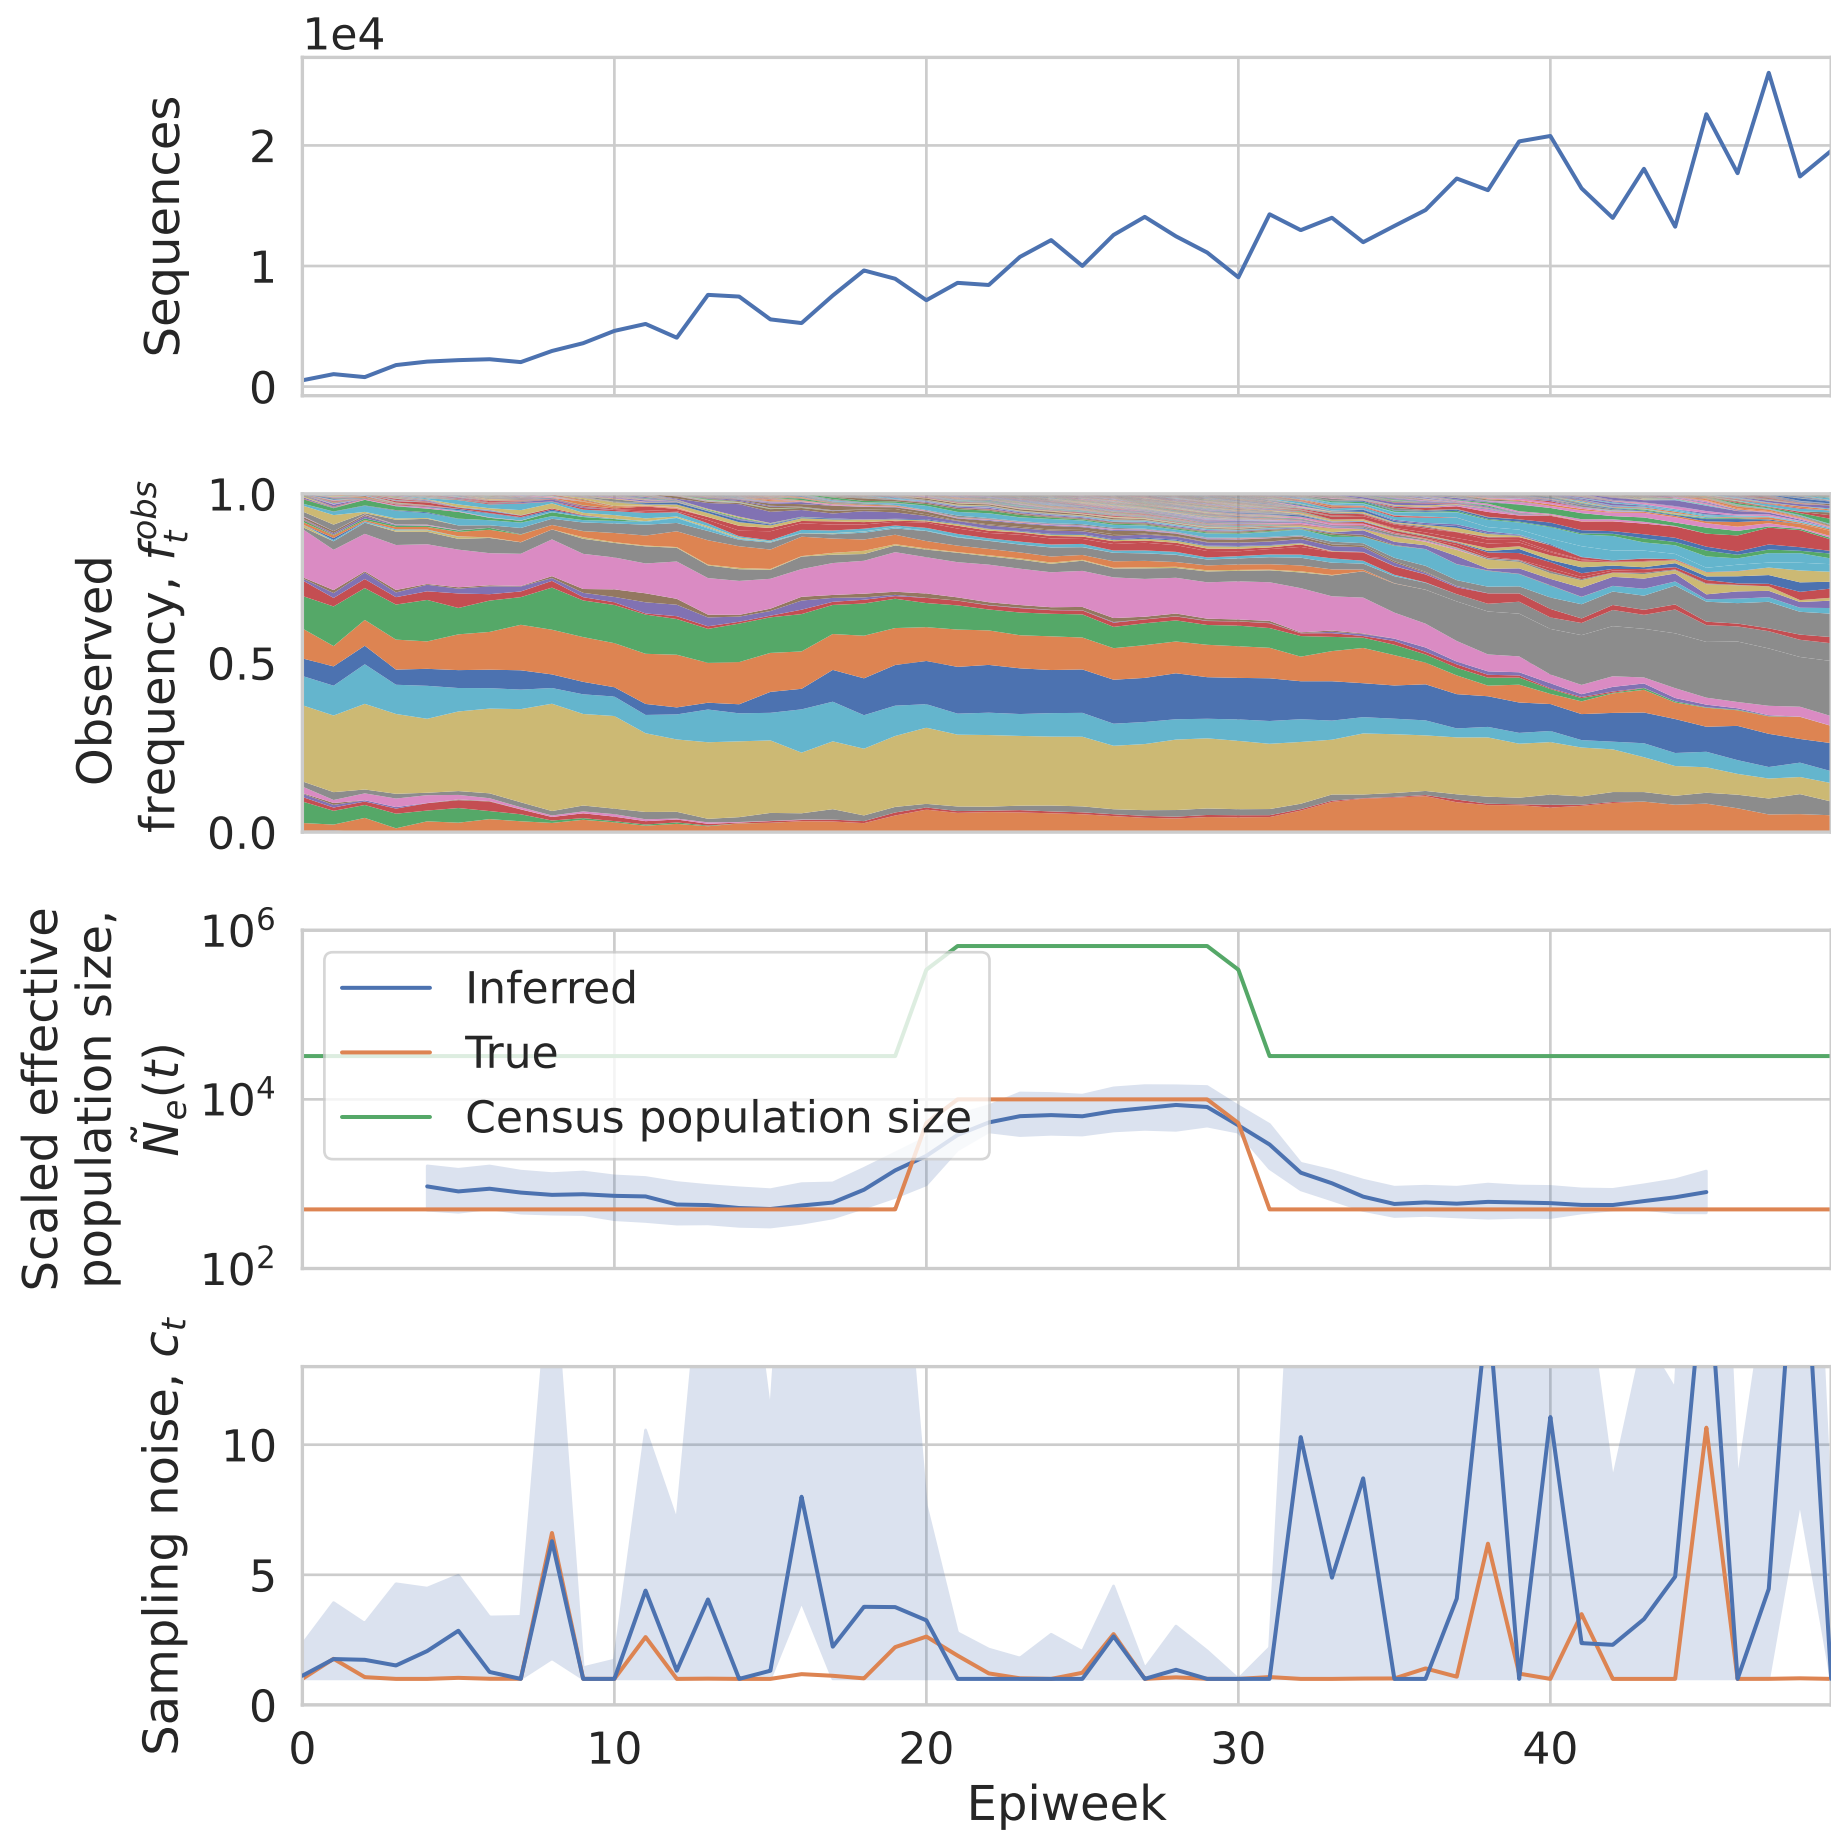 1e4
Sequences
2
1
0
Observed
frequency, f_t^obs
1.0
0.5
0.0
Scaled effective
population size,
Ñ_e(t)
10^6
10^4
10^2
Inferred
True
Census population size
Sampling noise, c_t
10
5
0
0 10 20 30 40
Epiweek